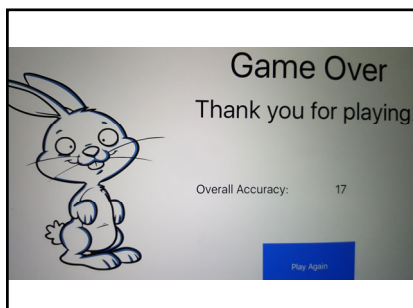 Game Over
Thank you for playing
Overall Accuracy: 17
Play Again